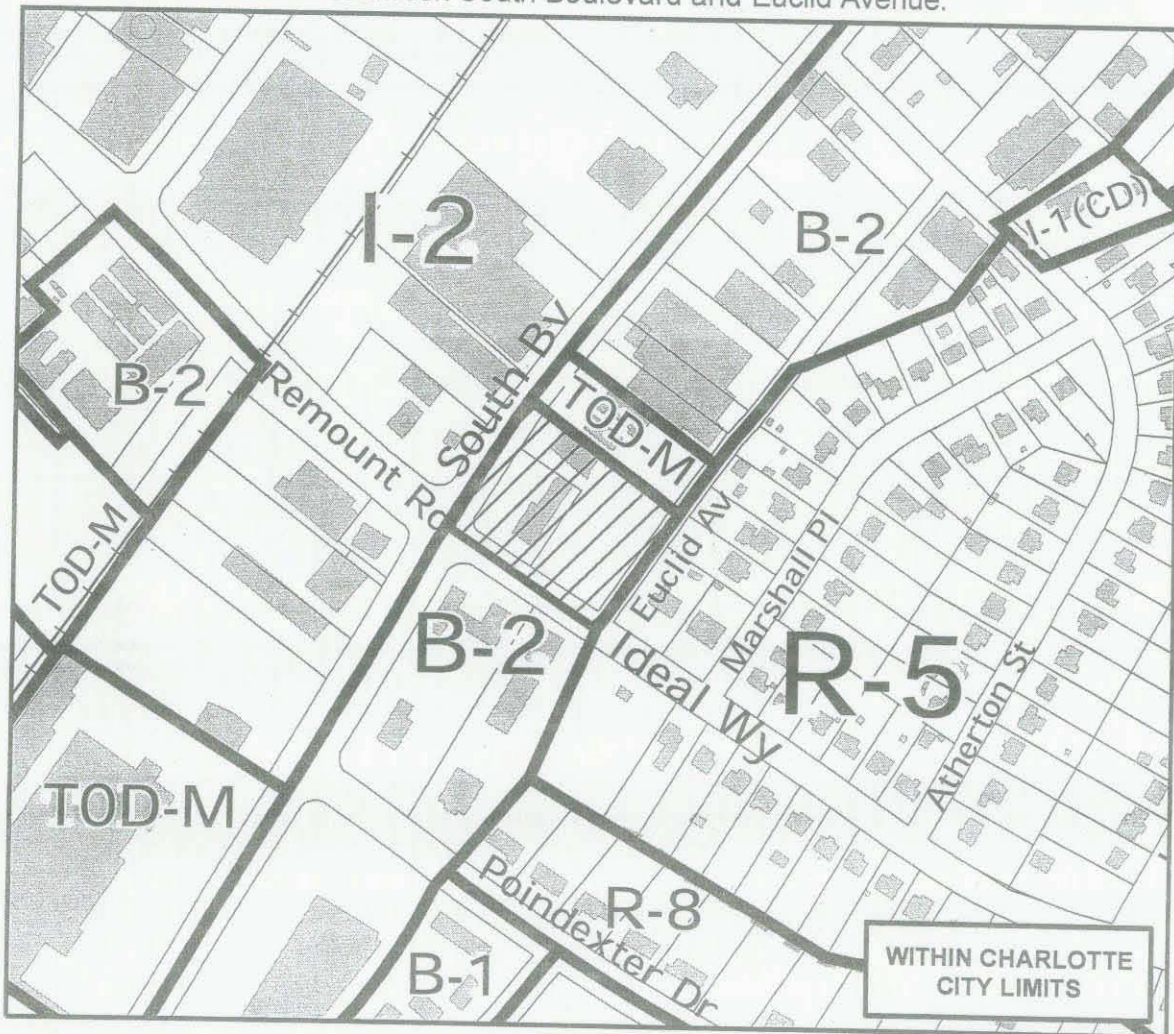 South Boulevard and Euclid Avenue.
I-2
B-2
I-1 (CD)
B-2
Remount Rd
South Bv
TOD-M
TOD-M
Euclid Av
Marshall Pl
B-2
Ideal Wy
R-5
Atherton St
TOD-M
Poindexter Dr
R-8
B-1
WITHIN CHARLOTTE
CITY LIMITS